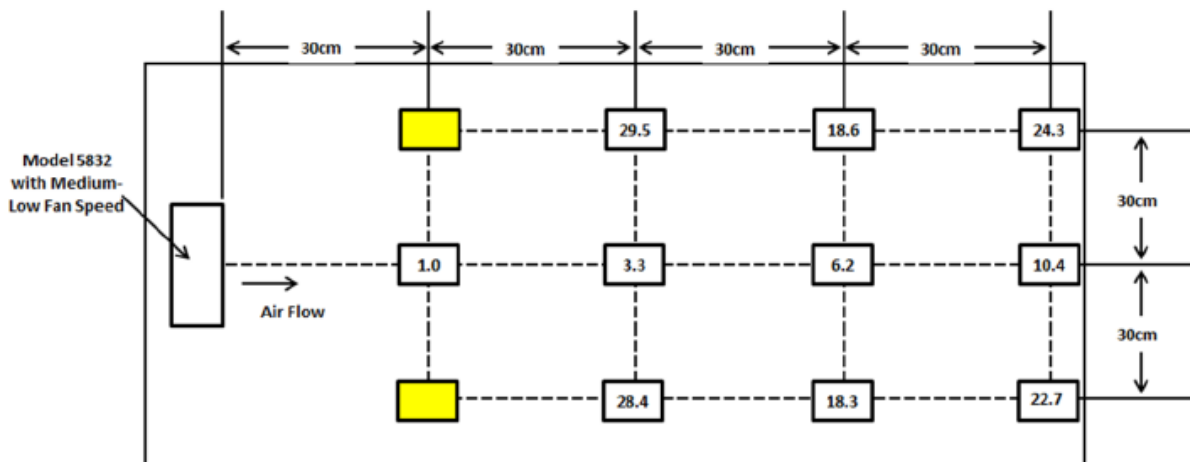 30cm
30cm
30cm
30cm
29.5
18.6
24.3
Model 5832
with Medium-
Low Fan Speed
30cm
1.0
3.3
6.2
10.4
Air Flow
30cm
28.4
18.3
22.7